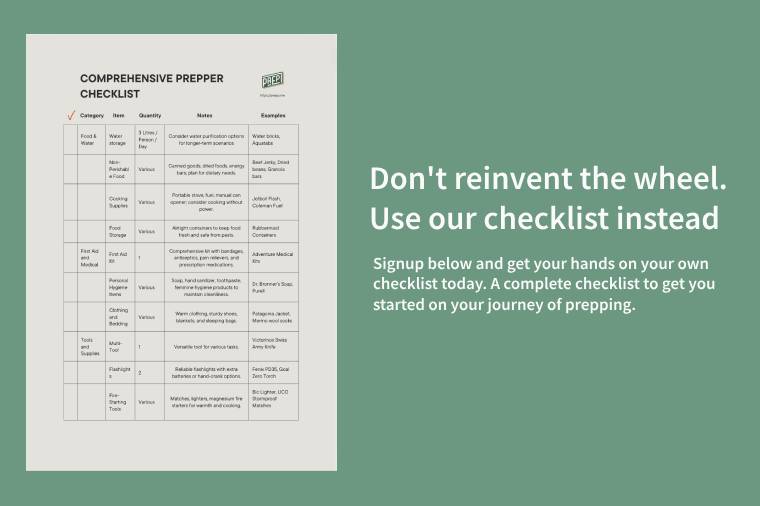 COMPREHENSIVE PREPPER
CHECKLIST
PREPI
Category Item Quantity Notes Examples
Food &
Water
Water
storage
3 Litres /
Person /
Day
Consider water purification options
for longer-term scenarios
Water bricks,
Aquatabs
Non-
Perishabl
e Food
Various
Canned goods, dried foods, energy
bars; plan for dietary needs.
Beef Jerky, Dried
beans, Granola
bars
Cooking
Supplies
Various
Portable stove, fuel, manual can
opener; consider cooking without
power.
Jetboil Flash,
Coleman Fuel
Food
Storage
Various
Airtight containers to keep food
fresh and safe from pests.
Rubbermaid
Containers
First Aid
and
Medical
First Aid
Kit
1
Comprehensive kit with bandages,
antiseptics, pain relievers, and
prescription medications.
Adventure Medical
Kits
Personal
Hygiene
Items
Various
Soap, hand sanitizer, toothpaste,
feminine hygiene products to
maintain cleanliness.
Dr. Bronner's Soap,
Purell
Clothing
and
Bedding
Various
Warm clothing, sturdy shoes,
blankets, and sleeping bags.
Patagonia Jacket,
Merino wool socks
Tools
and
Supplies
Multi-
Tool
1
Versatile tool for various tasks.
Victorinox Swiss
Army Knife
Flashlight
s
2
Reliable flashlights with extra
batteries or hand-crank options.
Fenix PD35, Goal
Zero Torch
Fire-
Starting
Tools
Various
Matches, lighters, magnesium fire
starters for warmth and cooking.
Bic Lighter, UCO
Stormproof
Matches
Don't reinvent the wheel.
Use our checklist instead
Signup below and get your hands on your own
checklist today. A complete checklist to get you
started on your journey of prepping.